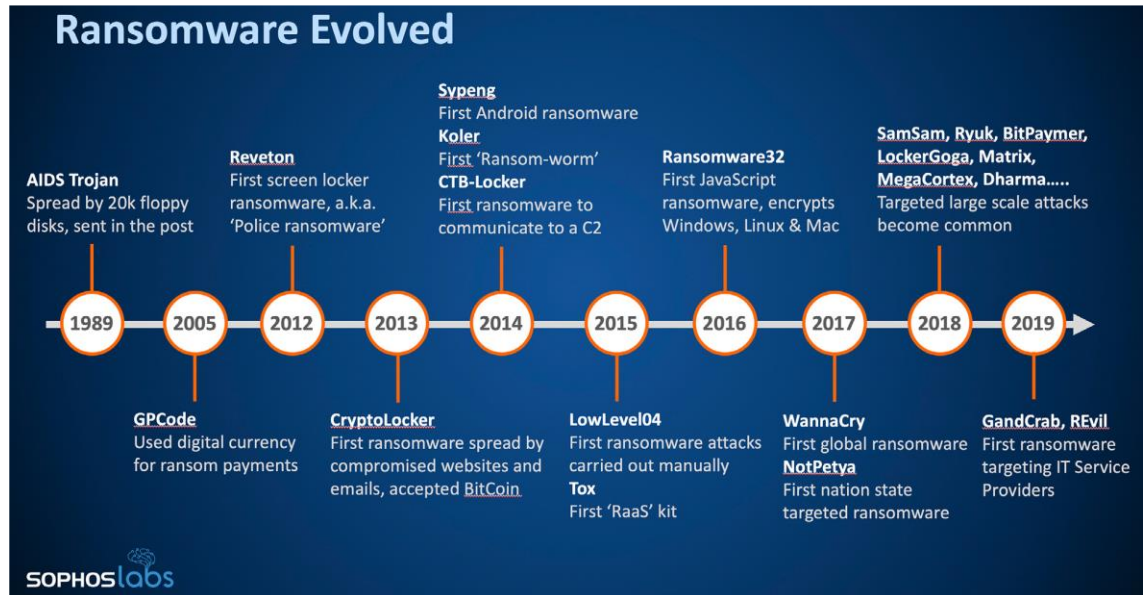 Ransomware Evolved
AIDS Trojan
Spread by 20k floppy
disks, sent in the post
Reveton
First screen locker
ransomware, a.k.a.
‘Police ransomware’
Sypeng
First Android ransomware
Koler
First ‘Ransom-worm’
CTB-Locker
First ransomware to
communicate to a C2
Ransomware32
First JavaScript
ransomware, encrypts
Windows, Linux & Mac
SamSam, Ryuk, BitPaymer,
LockerGoga, Matrix,
MegaCortex, Dharma…..
Targeted large scale attacks
become common
1989
2005
2012
2013
2014
2015
2016
2017
2018
2019
GPCode
Used digital currency
for ransom payments
CryptoLocker
First ransomware spread by
compromised websites and
emails, accepted BitCoin
LowLevel04
First ransomware attacks
carried out manually
Tox
First ‘RaaS’ kit
WannaCry
First global ransomware
NotPetya
First nation state
targeted ransomware
GandCrab, REvil
First ransomware
targeting IT Service
Providers
SOPHOSlabs